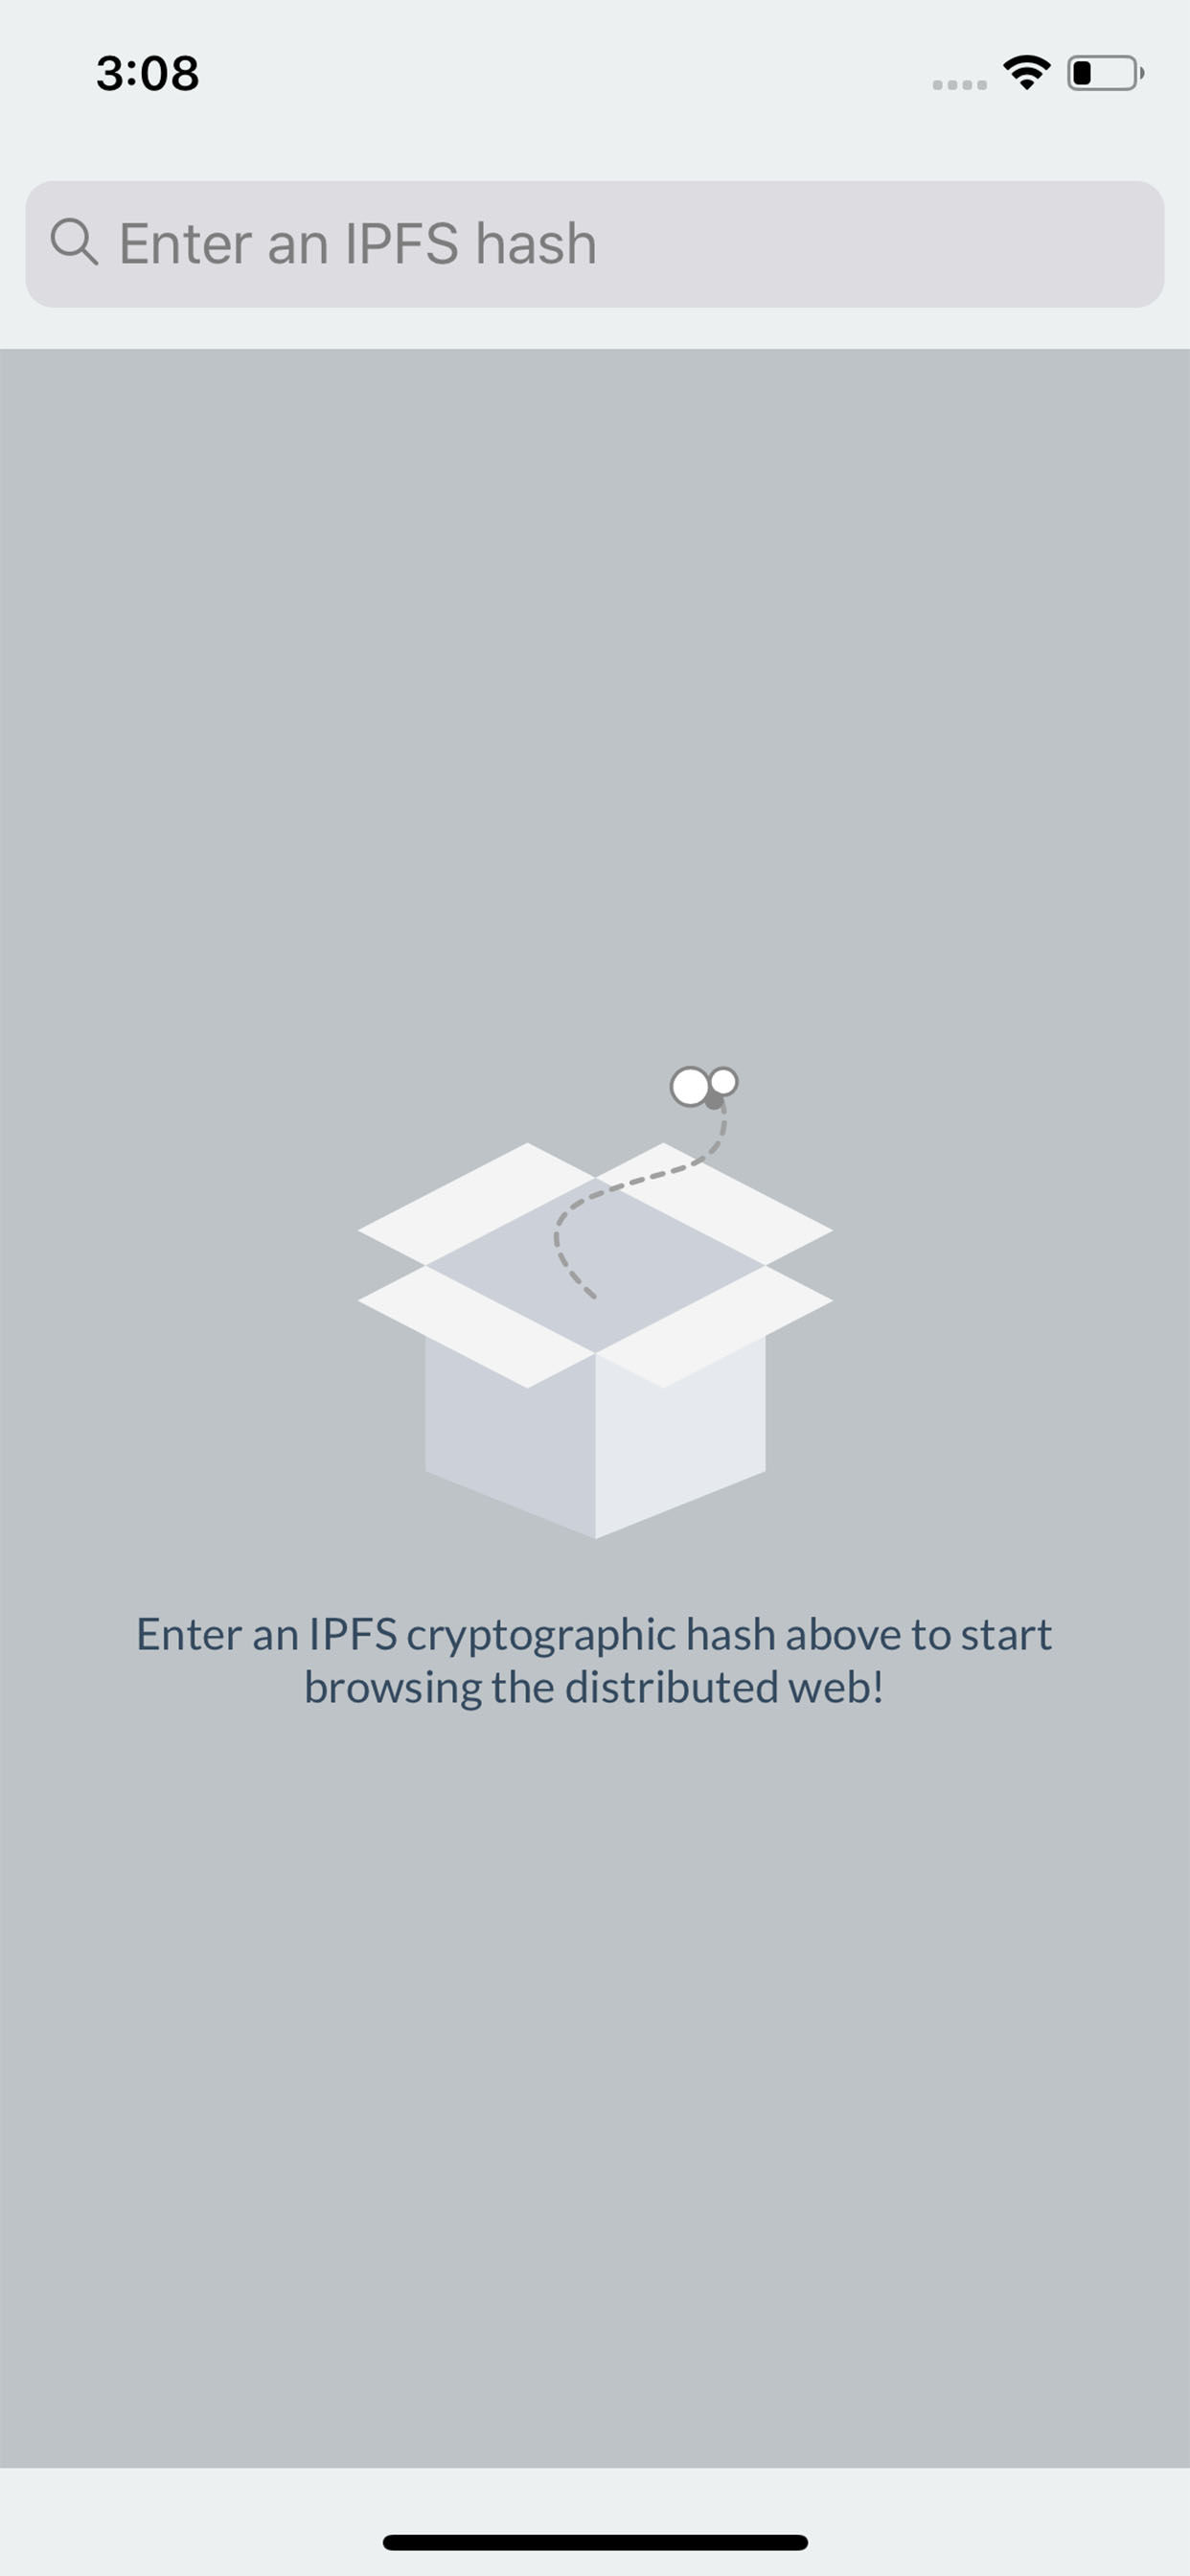 3:08
Enter an IPFS hash
Enter an IPFS cryptographic hash above to start
browsing the distributed web!